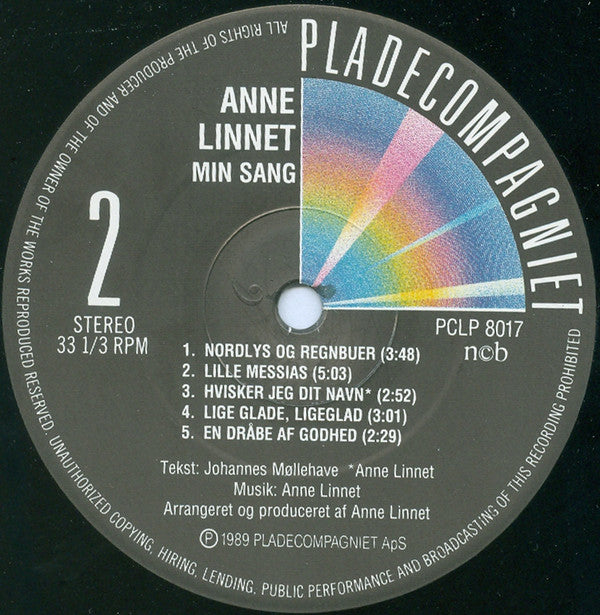 PLADECOMPAGNIET
ANNE
LINNET
MIN SANG
2
STEREO
33 1/3 RPM
PCLP 8017
n©b
1. NORDLYS OG REGNBUER (3:48)
2. LILLE MESSIAS (5:03)
3. HVISKER JEG DIT NAVN* (2:52)
4. LIGE GLADE, LIGEGLAD (3:01)
5. EN DRÅBE AF GODHED (2:29)
Tekst: Johannes Møllehave *Anne Linnet
Musik: Anne Linnet
Arrangeret og produceret af Anne Linnet
Ⓟ 1989 PLADECOMPAGNIET ApS
ALL RIGHTS OF THE PRODUCER AND OF THE OWNER OF THE WORKS REPRODUCED RESERVED. UNAUTHORIZED COPYING, HIRING, LENDING, PUBLIC PERFORMANCE AND BROADCASTING OF THIS RECORDING PROHIBITED